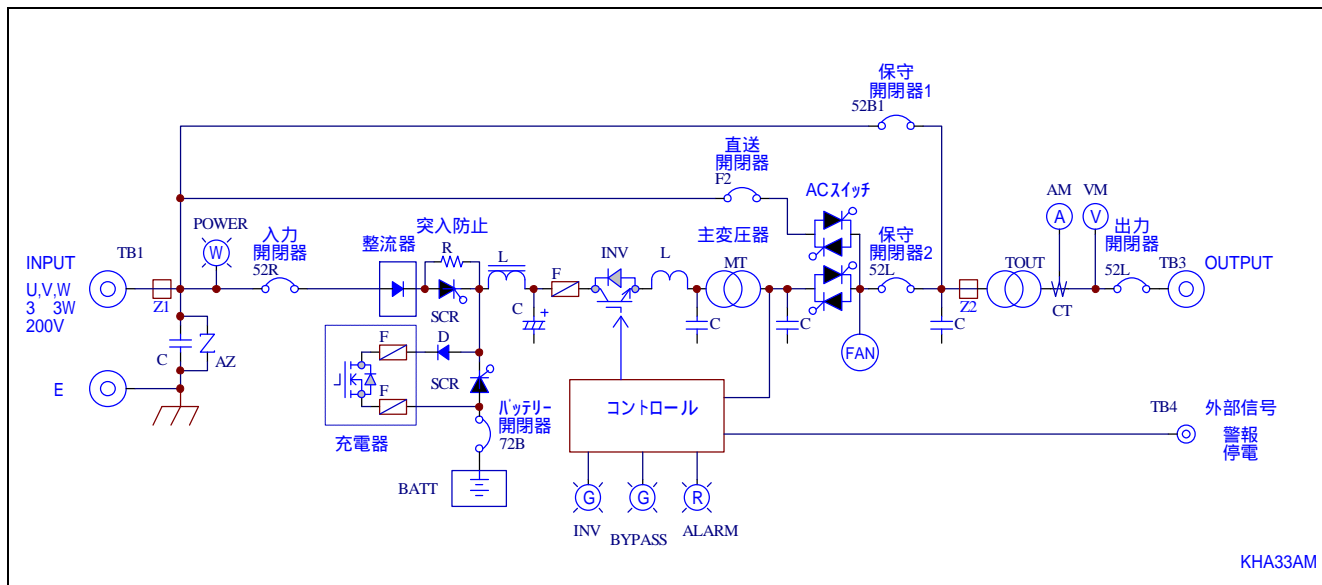 保守
開閉器1
52B1
直送
開閉器
F2
ACスイッチ
AM
VM
A
V
POWER
W
入力
開閉器
52R
突入防止
R
整流器
L
INV
L
主変圧器
MT
保守
開閉器2
52L
出力
開閉器
52L
TB3
OUTPUT
TB1
INPUT
U,V,W
3 3W
200V
Z1
SCR
C
+
F
C
C
C
Z2
TOUT
CT
C
AZ
F
D
F
SCR
FAN
E
充電器
バッテリー
開閉器
72B
BATT
コントロール
TB4
外部信号
警報
停電
G
G
R
INV
BYPASS
ALARM
KHA33AM